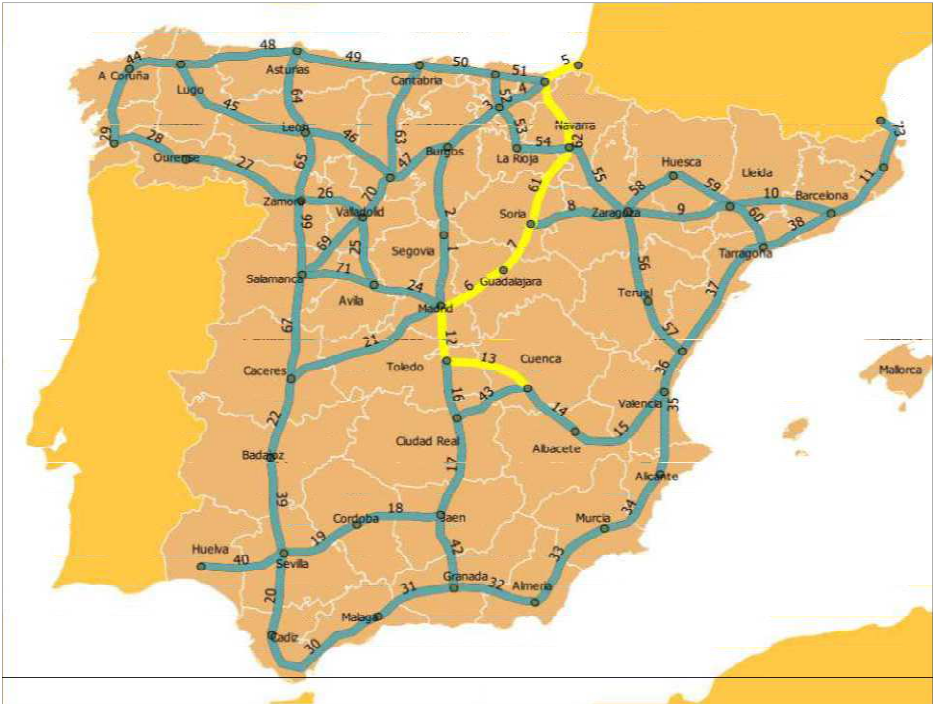 48
49
50
51
5
44
A Coruña
Asturias
Cantabria
4
Lugo
64
52
3
23
45
Leon
46
63
53
Navarra
62
29
28
Ourense
65
47
Burgos
La Rioja
54
Huesca
Lleida
11
27
55
61
58
59
10
Barcelona
Zamora
26
70
Valladolid
2
Soria
8
Zaragoza
9
60
38
66
69
25
Segovia
1
7
Tarragona
Salamanca
71
24
6
Guadalajara
56
37
Avila
Madrid
Teruel
67
21
12
57
Caceres
Toledo
13
Cuenca
36
Mallorca
22
16
43
14
15
Valencia
35
Ciudad Real
Albacete
Badajoz
17
Alicante
39
18
34
Cordoba
Jaen
Murcia
19
Huelva
40
Sevilla
42
33
20
Granada
31
32
Almeria
Malaga
Cadiz
30